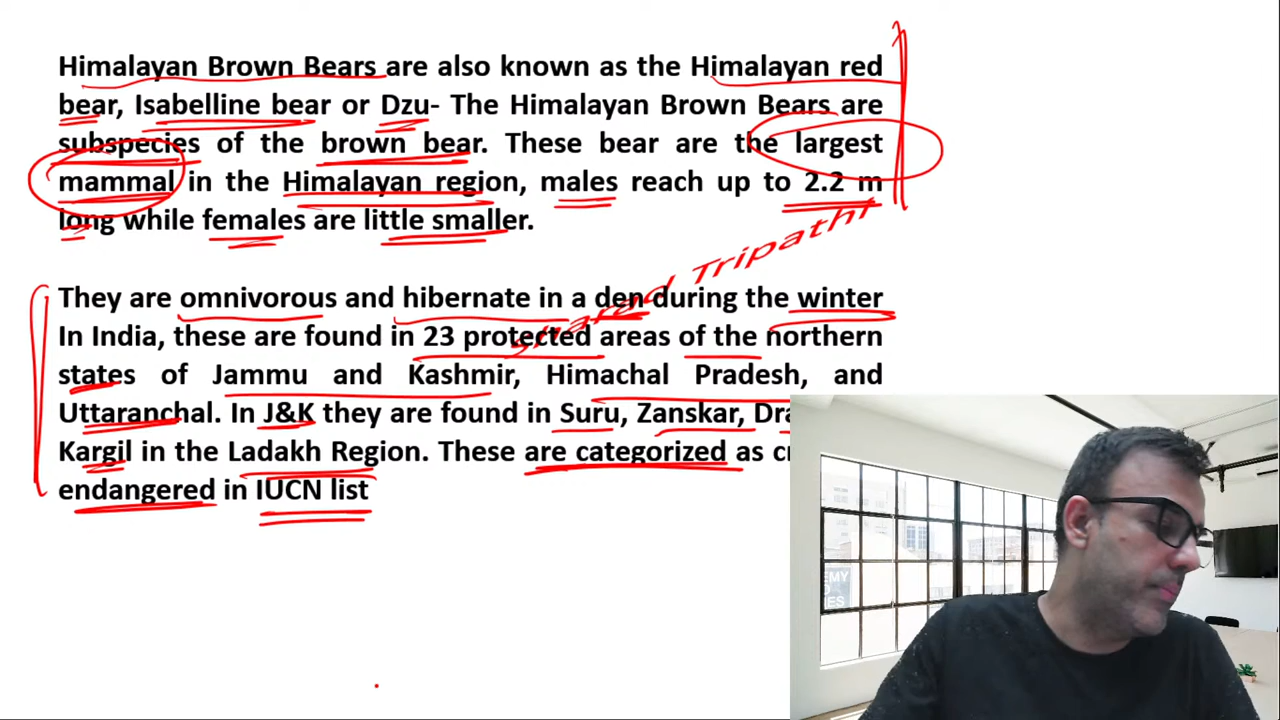 Himalayan Brown Bears are also known as the Himalayan red
bear, Isabelline bear or Dzu- The Himalayan Brown Bears are
subspecies of the brown bear. These bear are the largest
mammal in the Himalayan region, males reach up to 2.2 m
long while females are little smaller.
Sharad Tripathi
They are omnivorous and hibernate in a den during the winter
In India, these are found in 23 protected areas of the northern
states of Jammu and Kashmir, Himachal Pradesh, and
Uttaranchal. In J&K they are found in Suru, Zanskar,
Kargil in the Ladakh Region. These are categorized as
endangered in IUCN list